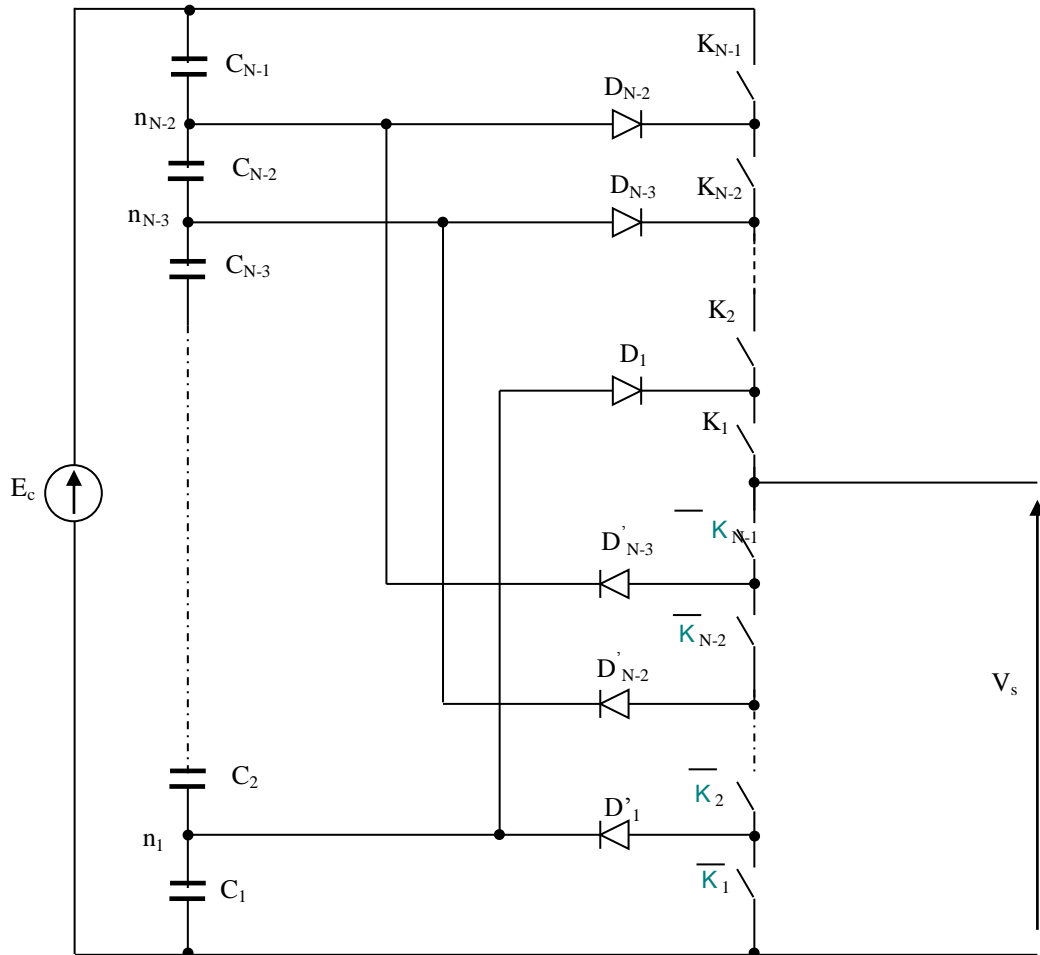 K_{N-1}
C_{N-1}
D_{N-2}
n_{N-2}
C_{N-2}
K_{N-2}
D_{N-3}
n_{N-3}
C_{N-3}
K_2
D_1
K_1
E_c
K̅_{N-1}
D'_{N-3}
K̅_{N-2}
D'_{N-2}
V_s
C_2
K̅_2
D'_1
n_1
K̅_1
C_1